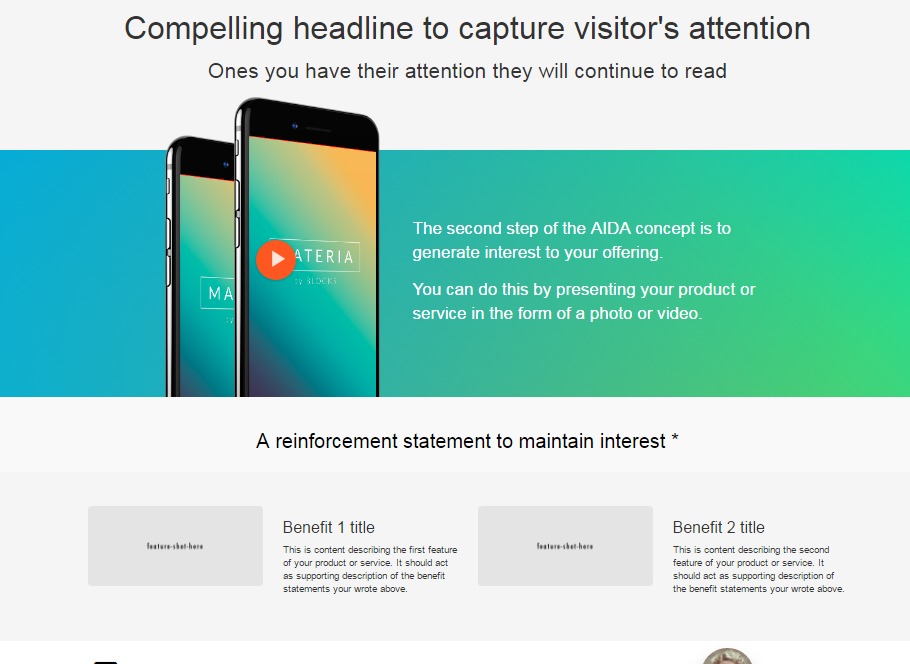 Compelling headline to capture visitor's attention
Ones you have their attention they will continue to read
MA
ATERIA
by BLOCKS
The second step of the AIDA concept is to
generate interest to your offering.
You can do this by presenting your product or
service in the form of a photo or video.
A reinforcement statement to maintain interest *
feature-shot-here
Benefit 1 title
This is content describing the first feature
of your product or service. It should act
as supporting description of the benefit
statements your wrote above.
feature-shot-here
Benefit 2 title
This is content describing the second
feature of your product or service. It
should act as supporting description of
the benefit statements your wrote above.